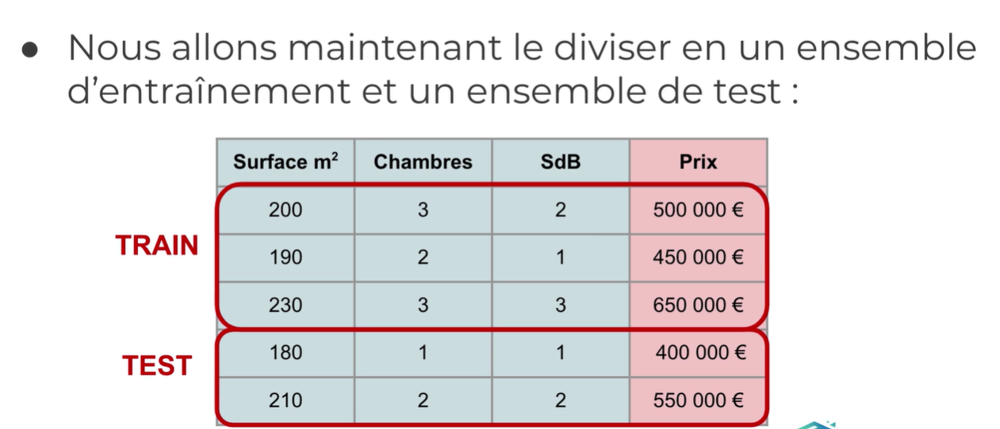 • Nous allons maintenant le diviser en un ensemble
d'entraînement et un ensemble de test :
Surface m² Chambres SdB Prix
200 3 2 500 000 €
TRAIN
190 2 1 450 000 €
230 3 3 650 000 €
180 1 1 400 000 €
TEST
210 2 2 550 000 €